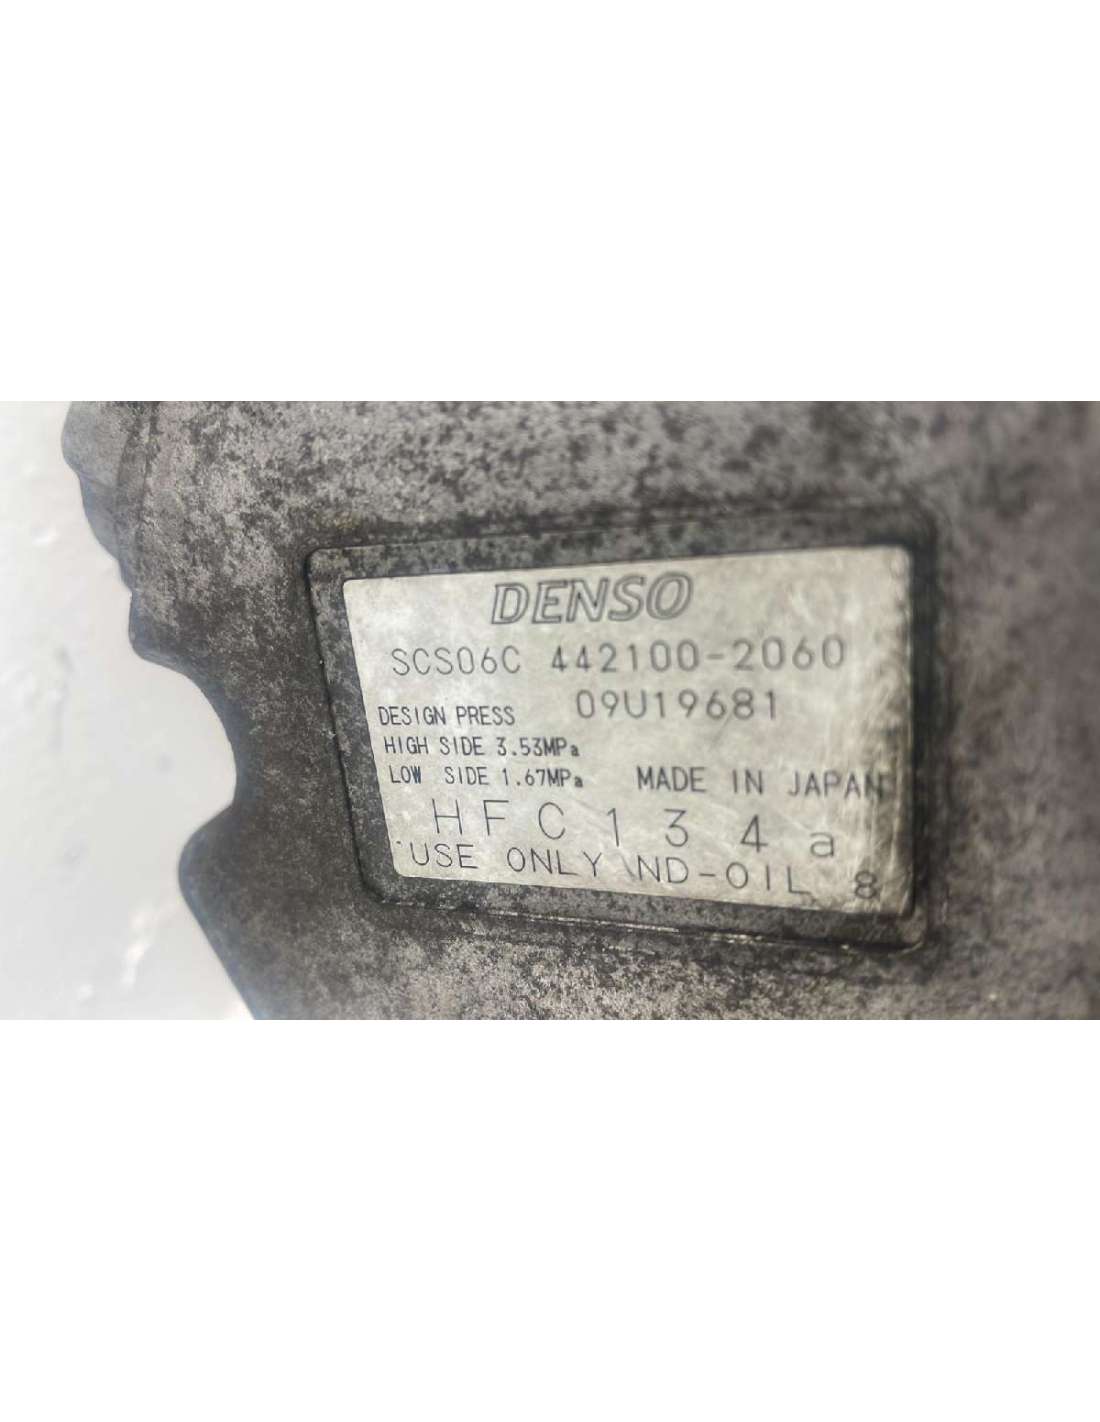 DENSO
SCS06C 442100-2060
DESIGN PRESS 09U19681
HIGH SIDE 3.53MPa
LOW SIDE 1.67MPa MADE IN JAPAN
HFC134a
USE ONLY ND-OIL 8